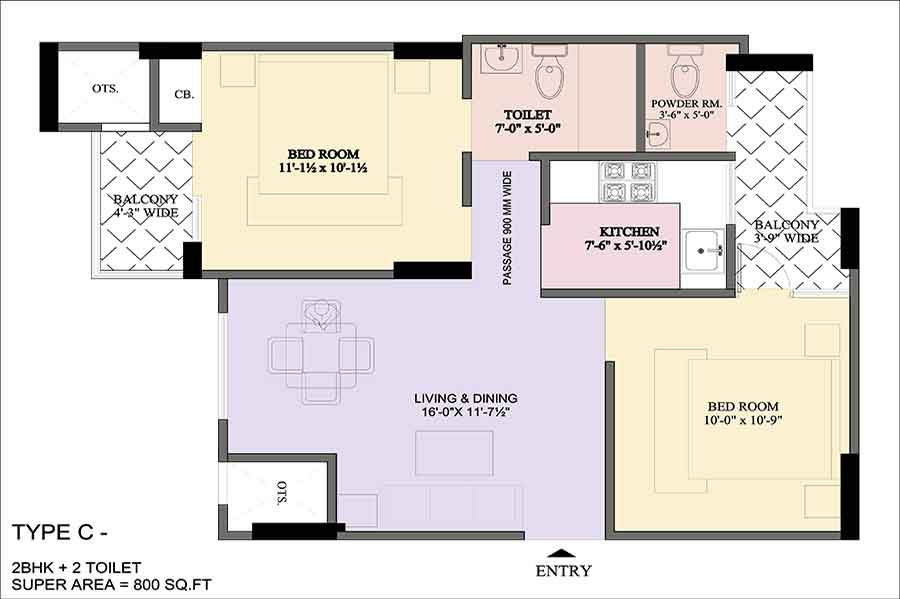 OTS.
CB.
TOILET
7'-0" x 5'-0"
POWDER RM.
3'-6" x 5'-0"
BED ROOM
11'-1½ x 10'-1½
BALCONY
4'-3" WIDE
PASSAGE 900 MM WIDE
KITCHEN
7'-6" x 5'-10½"
BALCONY
3'-9" WIDE
LIVING & DINING
16'-0"X 11'-7½"
BED ROOM
10'-0" x 10'-9"
OTS.
TYPE C -
2BHK + 2 TOILET
SUPER AREA = 800 SQ.FT
ENTRY